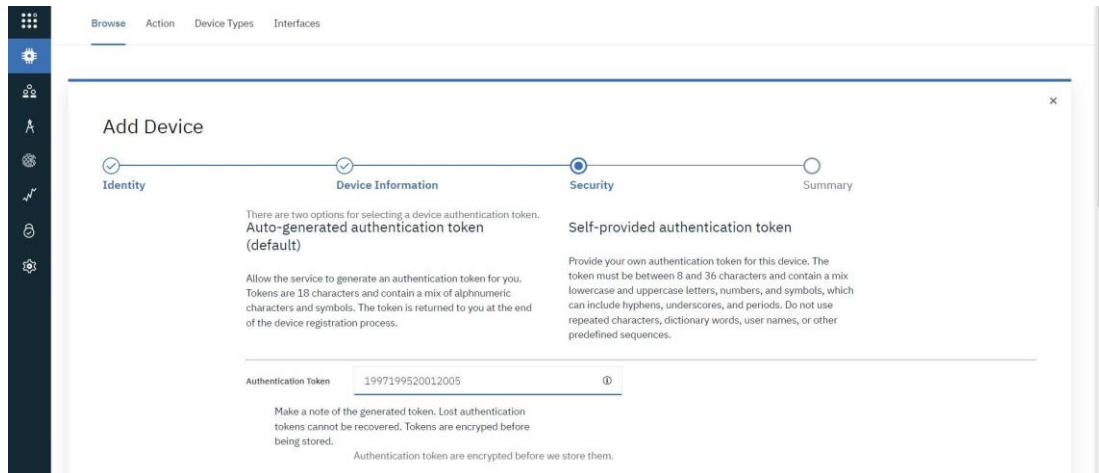 Browse Action Device Types Interfaces
Add Device
Identity Device Information Security Summary
There are two options for selecting a device authentication token.
Auto-generated authentication token
(default)
Allow the service to generate an authentication token for you.
Tokens are 18 characters and contain a mix of alphnumeric
characters and symbols. The token is returned to you at the end
of the device registration process.
Self-provided authentication token
Provide your own authentication token for this device. The
token must be between 8 and 36 characters and contain a mix
lowercase and uppercase letters, numbers, and symbols, which
can include hyphens, underscores, and periods. Do not use
repeated characters, dictionary words, user names, or other
predefined sequences.
Authentication Token 1997199520012005
Make a note of the generated token. Lost authentication
tokens cannot be recovered. Tokens are encryped before
being stored.
Authentication token are encrypted before we store them.